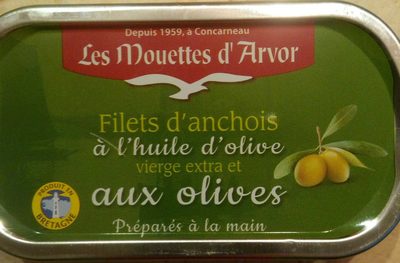 Depuis 1959, à Concarneau
Les Mouettes d'Arvor
Filets d'anchois
à l'huile d'olive
vierge extra et
aux olives
Préparés à la main
PRODUIT EN
BRETAGNE